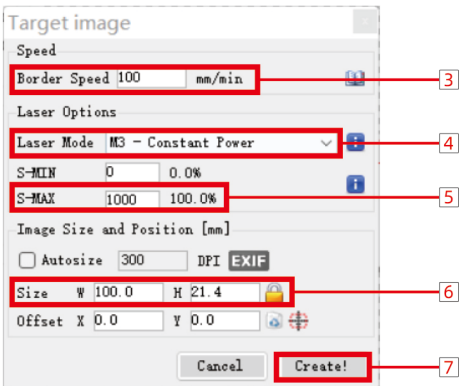 Target image
Speed
Border Speed 100 mm/min
3
Laser Options
Laser Mode M3 - Constant Power
4
S-MIN 0 0.0%
S-MAX 1000 100.0%
5
Image Size and Position [mm]
Autosize 300 DPI EXIF
Size W 100.0 H 21.4
6
Offset X 0.0 Y 0.0
Cancel Create!
7